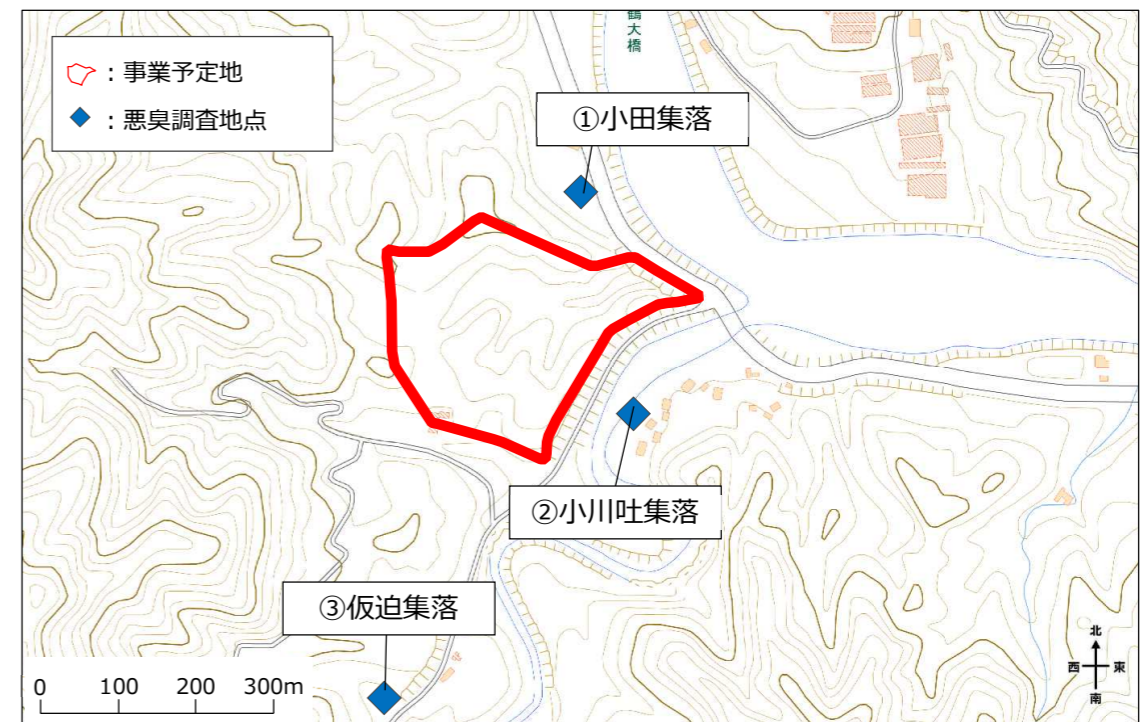 鶴大橋
：事業予定地
：悪臭調査地点
①小田集落
②小川吐集落
③仮迫集落
0 100 200 300m
北
西 東
南